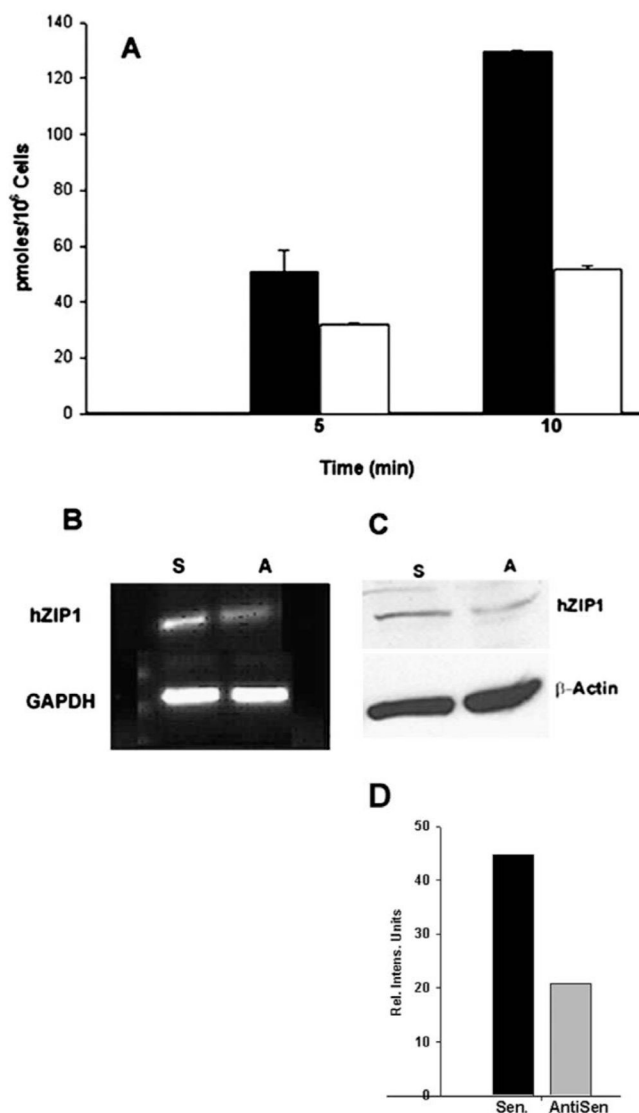 A
140
120
100
80
60
40
20
0
pmoles/10⁶ Cells
5 10
Time (min)
B
S A
hZIP1
GAPDH
C
S A
hZIP1
β-Actin
D
50
40
30
20
10
0
Rel. Intens. Units
Sen. AntiSen